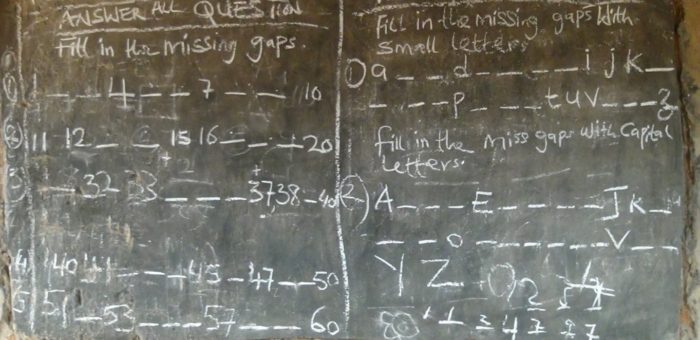 ANSWER ALL QUESTION
Fill in the missing gaps.
1 1 _ _ 4 _ _ 7 _ _ 10
2 11 12 _ _ 15 16 _ _ _ 20
3 _ 32 _ 33 _ _ _ _ 37,38 _ 40
4 40 41 _ _ _ 45 _ 47 _ _ 50
5 51 _ 53 _ _ _ 57 _ _ _ 60
Fill in the missing gaps with
small letters
1) a _ _ d _ _ _ _ i j k _
_ _ _ p _ _ _ t u v _ _ _ z
fill in the miss gaps with capital
letters.
2) A _ _ _ E _ _ _ _ J k _ M
_ _ o _ _ _ _ _ _ V _ _
Y Z